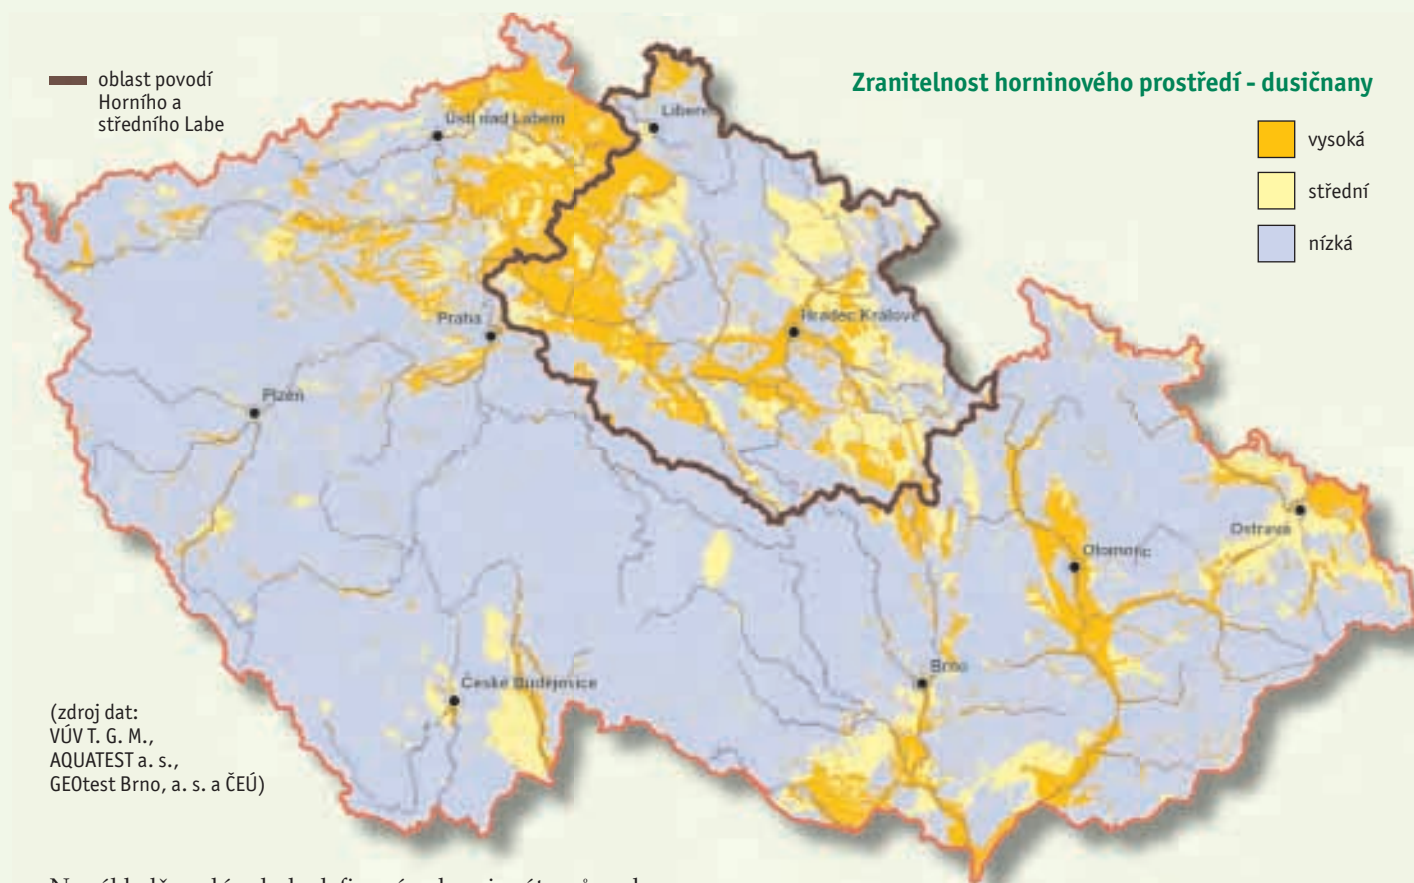 oblast povodí
Horního a
středního Labe
Zranitelnost horninového prostředí - dusičnany
vysoká
střední
nízká
Ústí nad Labem
Libere
Praha
Hradec Králové
Plzeň
Ostrava
Olomouc
Brno
České Budějovice
(zdroj dat:
VÚV T. G. M.,
AQUATEST a. s.,
GEOtest Brno, a. s. a ČEÚ)